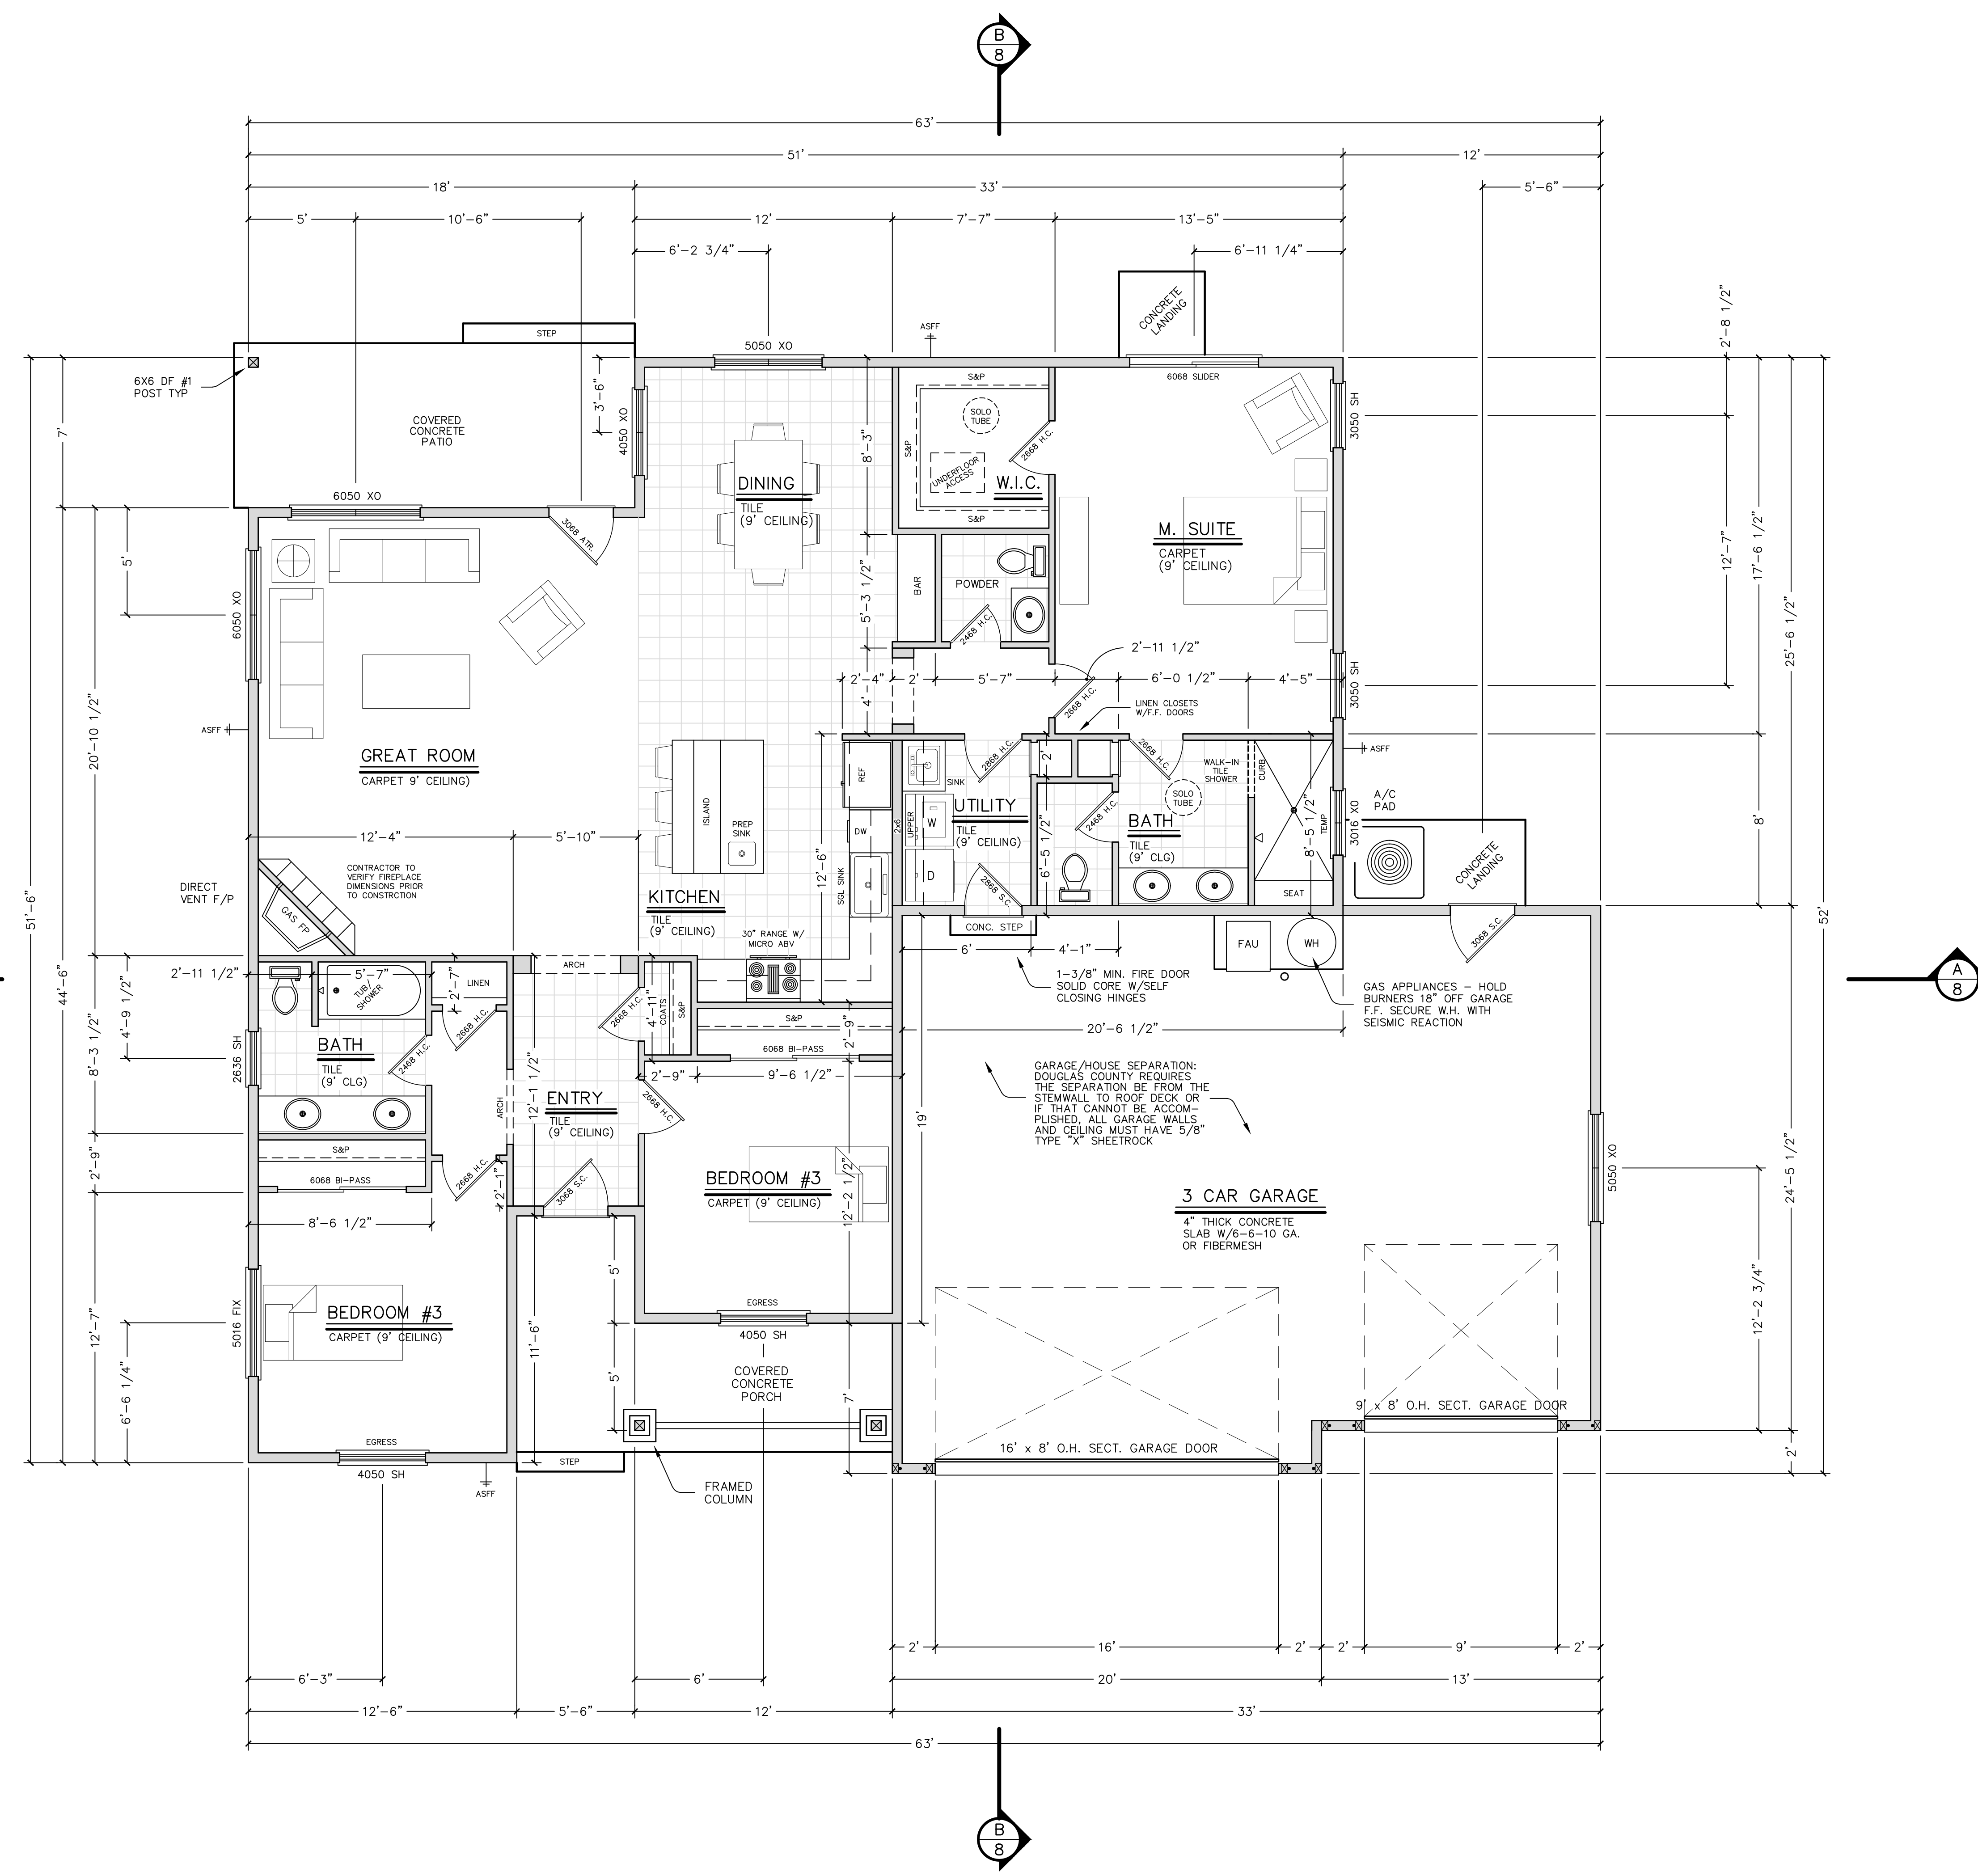 B
8
63'
51'
12'
18'
33'
5'-6"
5'
10'-6"
12'
7'-7"
13'-5"
6'-2 3/4"
6'-11 1/4"
CONCRETE
LANDING
2'-8 1/2"
STEP
ASFF
5050 XO
6068 SLIDER
6X6 DF #1
POST TYP
COVERED
CONCRETE
PATIO
3'-6"
4050 XO
8'-3"
S&P
S&P
SOLO
TUBE
2668 H.C.
UNDERFLOOR
ACCESS
W.I.C.
S&P
3050 SH
7'
DINING
TILE
(9' CEILING)
M. SUITE
CARPET
(9' CEILING)
6050 XO
3068 ATR.
5'
6050 XO
BAR
POWDER
5'-3 1/2"
2468 H.C.
12'-7"
17'-6 1/2"
25'-6 1/2"
2'-11 1/2"
2'-4"
2'
5'-7"
6'-0 1/2"
4'-5"
4'
2668 H.C.
LINEN CLOSETS
W/F.F. DOORS
3050 SH
ASFF
20'-10 1/2"
ASFF
GREAT ROOM
CARPET 9' CEILING)
ISLAND
PREP
SINK
REF
DW
SGL SINK
12'-6"
SINK
2868 H.C.
2'
2668 H.C.
WALK-IN
TILE
SHOWER
CURB
SOLO
TUBE
2x6
UPPER
W
D
UTILITY
TILE
(9' CEILING)
2468 H.C.
6'-5 1/2"
BATH
TILE
(9' CLG)
8'-5 1/2"
TEMP
3016 XO
SEAT
A/C
PAD
CONCRETE
LANDING
8'
51'-6"
44'-6"
52'
12'-4"
5'-10"
CONTRACTOR TO
VERIFY FIREPLACE
DIMENSIONS PRIOR
TO CONSTRCTION
DIRECT
VENT F/P
GAS FP
KITCHEN
TILE
(9' CEILING)
30" RANGE W/
MICRO ABV
2868 S.C.
CONC. STEP
6'
4'-1"
FAU
WH
3068 S.C.
1-3/8" MIN. FIRE DOOR
SOLID CORE W/SELF
CLOSING HINGES
GAS APPLIANCES - HOLD
BURNERS 18" OFF GARAGE
F.F. SECURE W.H. WITH
SEISMIC REACTION
A
8
2'-11 1/2"
5'-7"
TUB/
SHOWER
LINEN
2'-7"
ARCH
2668 H.C.
4'-11"
COATS
S&P
S&P
6068 BI-PASS
2'-9"
20'-6 1/2"
4'-9 1/2"
8'-3 1/2"
2636 SH
BATH
TILE
(9' CLG)
2468 H.C.
2668 H.C.
12'-1 1/2"
ARCH
ENTRY
TILE
(9' CEILING)
2'-9"
9'-6 1/2"
2668 H.C.
19'
GARAGE/HOUSE SEPARATION:
DOUGLAS COUNTY REQUIRES
THE SEPARATION BE FROM THE
STEMWALL TO ROOF DECK OR
IF THAT CANNOT BE ACCOM-
PLISHED, ALL GARAGE WALLS
AND CEILING MUST HAVE 5/8"
TYPE "X" SHEETROCK
5050 XO
2'-9"
S&P
6068 BI-PASS
2668 H.C.
2'-1"
3068 S.C.
BEDROOM #3
CARPET (9' CEILING)
12'-2 1/2"
3 CAR GARAGE
4" THICK CONCRETE
SLAB W/6-6-10 GA.
OR FIBERMESH
24'-5 1/2"
8'-6 1/2"
5'
12'-7"
5016 FIX
BEDROOM #3
CARPET (9' CEILING)
6'-6 1/4"
11'-6"
EGRESS
4050 SH
12'-2 3/4"
5'
COVERED
CONCRETE
PORCH
7'
9' x 8' O.H. SECT. GARAGE DOOR
16' x 8' O.H. SECT. GARAGE DOOR
2'
EGRESS
4050 SH
STEP
ASFF
FRAMED
COLUMN
2'
16'
2'
2'
9'
2'
6'-3"
6'
20'
13'
12'-6"
5'-6"
12'
33'
63'
B
8